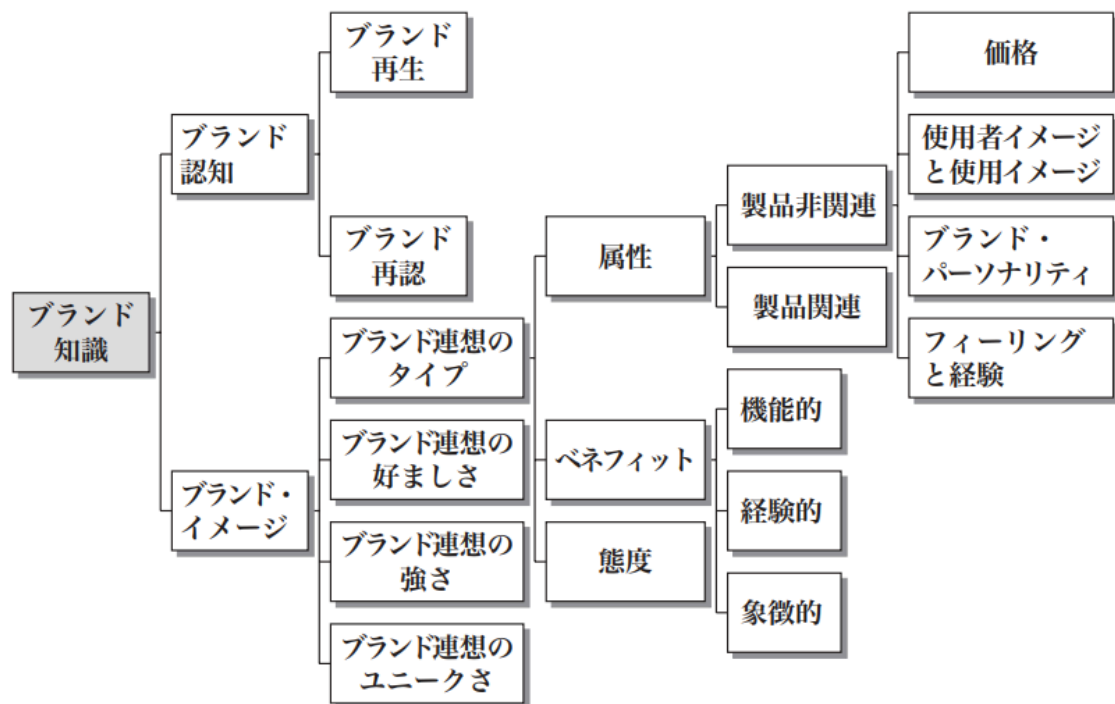 ブランド
知識
ブランド
認知
ブランド・
イメージ
ブランド
再生
ブランド
再認
ブランド連想の
タイプ
ブランド連想の
好ましさ
ブランド連想の
強さ
ブランド連想の
ユニークさ
属性
ベネフィット
態度
製品非関連
製品関連
機能的
経験的
象徴的
価格
使用者イメージ
と使用イメージ
ブランド・
パーソナリティ
フィーリング
と経験